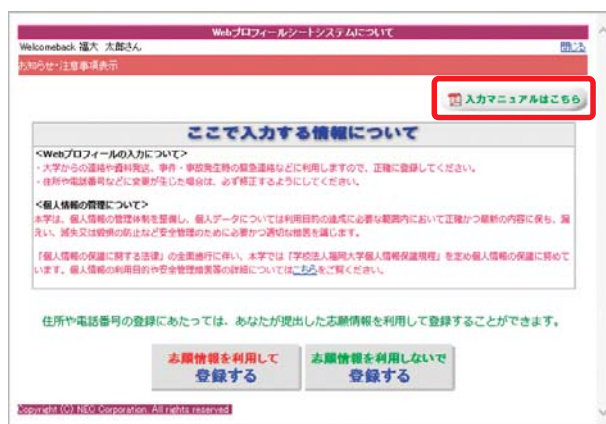 Webプロフィールシートシステムについて
Welcomeback 福大 太郎さん
閉じる
お知らせ・注意事項表示
入力マニュアルはこちら
ここで入力する情報について
<Webプロフィールの入力について>
・大学からの連絡や資料発送、事件・事故発生時の緊急連絡などに利用しますので、正確に登録してください。
・住所や電話番号などに変更が生じた場合は、必ず修正するようにしてください。
<個人情報の管理について>
本学は、個人情報の管理体制を整備し、個人データについては利用目的の達成に必要な範囲内において正確かつ最新の内容に保ち、漏
えい、滅失又は毀損の防止など安全管理のために必要かつ適切な措置を講じます。
「個人情報の保護に関する法律」の全面施行に伴い、本学では「学校法人福岡大学個人情報保護規程」を定め個人情報の保護に努めて
います。個人情報の利用目的や安全管理措置等の詳細についてはこちらをご覧ください。
住所や電話番号の登録にあたっては、あなたが提出した志願情報を利用して登録することができます。
志願情報を利用して
登録する
志願情報を利用しないで
登録する
Copyright (C) NEO Corporation. All rights reserved.